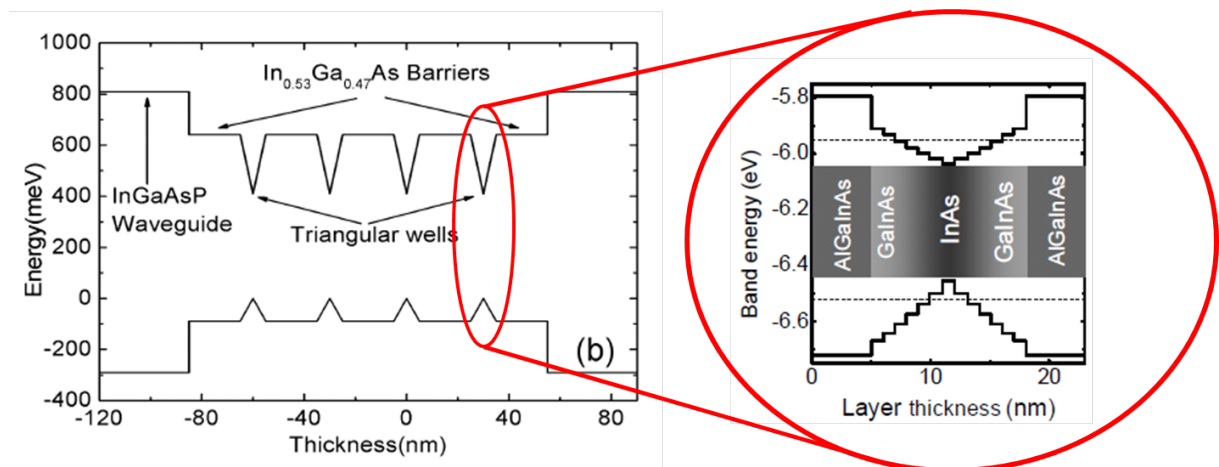 1000
800
600
400
200
0
-200
-400
Energy(meV)
-120
-80
-40
0
40
80
Thickness(nm)
In0.53Ga0.47As Barriers
InGaAsP
Waveguide
Triangular wells
(b)
-5.8
-6.0
-6.2
-6.4
-6.6
Band energy (eV)
AlGaInAs
GaInAs
InAs
GaInAs
AlGaInAs
0
10
20
Layer thickness (nm)